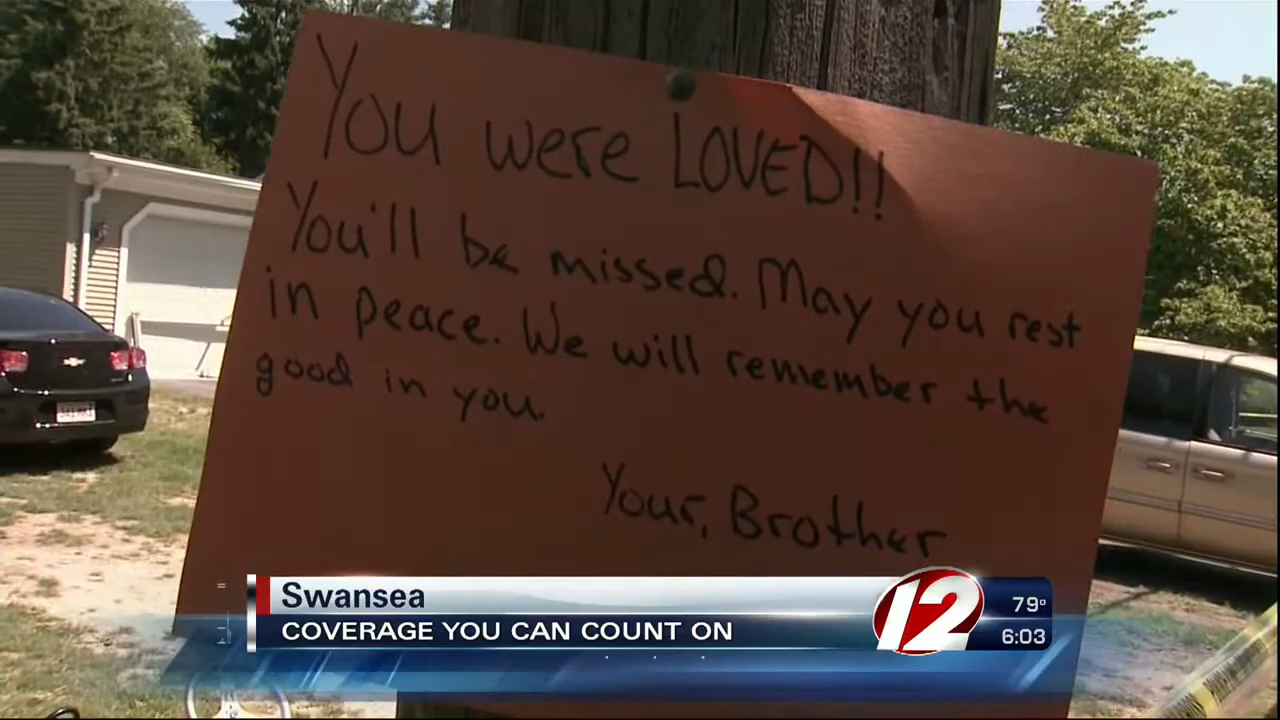 You were LOVED!!
You'll be missed. May you rest
in peace. We will remember the
good in you.
Your, Brother
Swansea
COVERAGE YOU CAN COUNT ON
12
79°
6:03